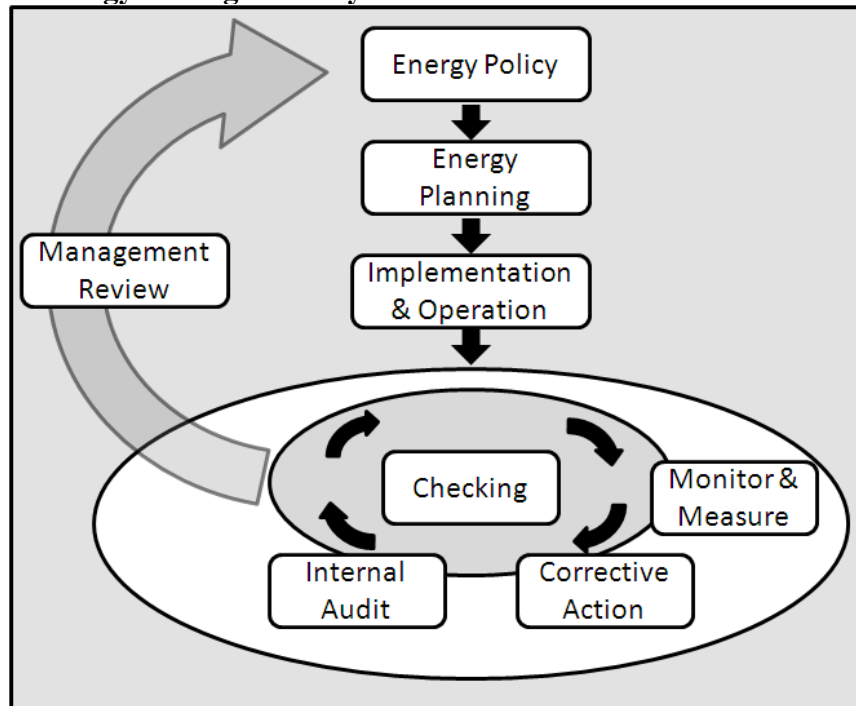 Energy Policy
Energy
Planning
Management
Review
Implementation
& Operation
Checking
Monitor &
Measure
Internal
Audit
Corrective
Action